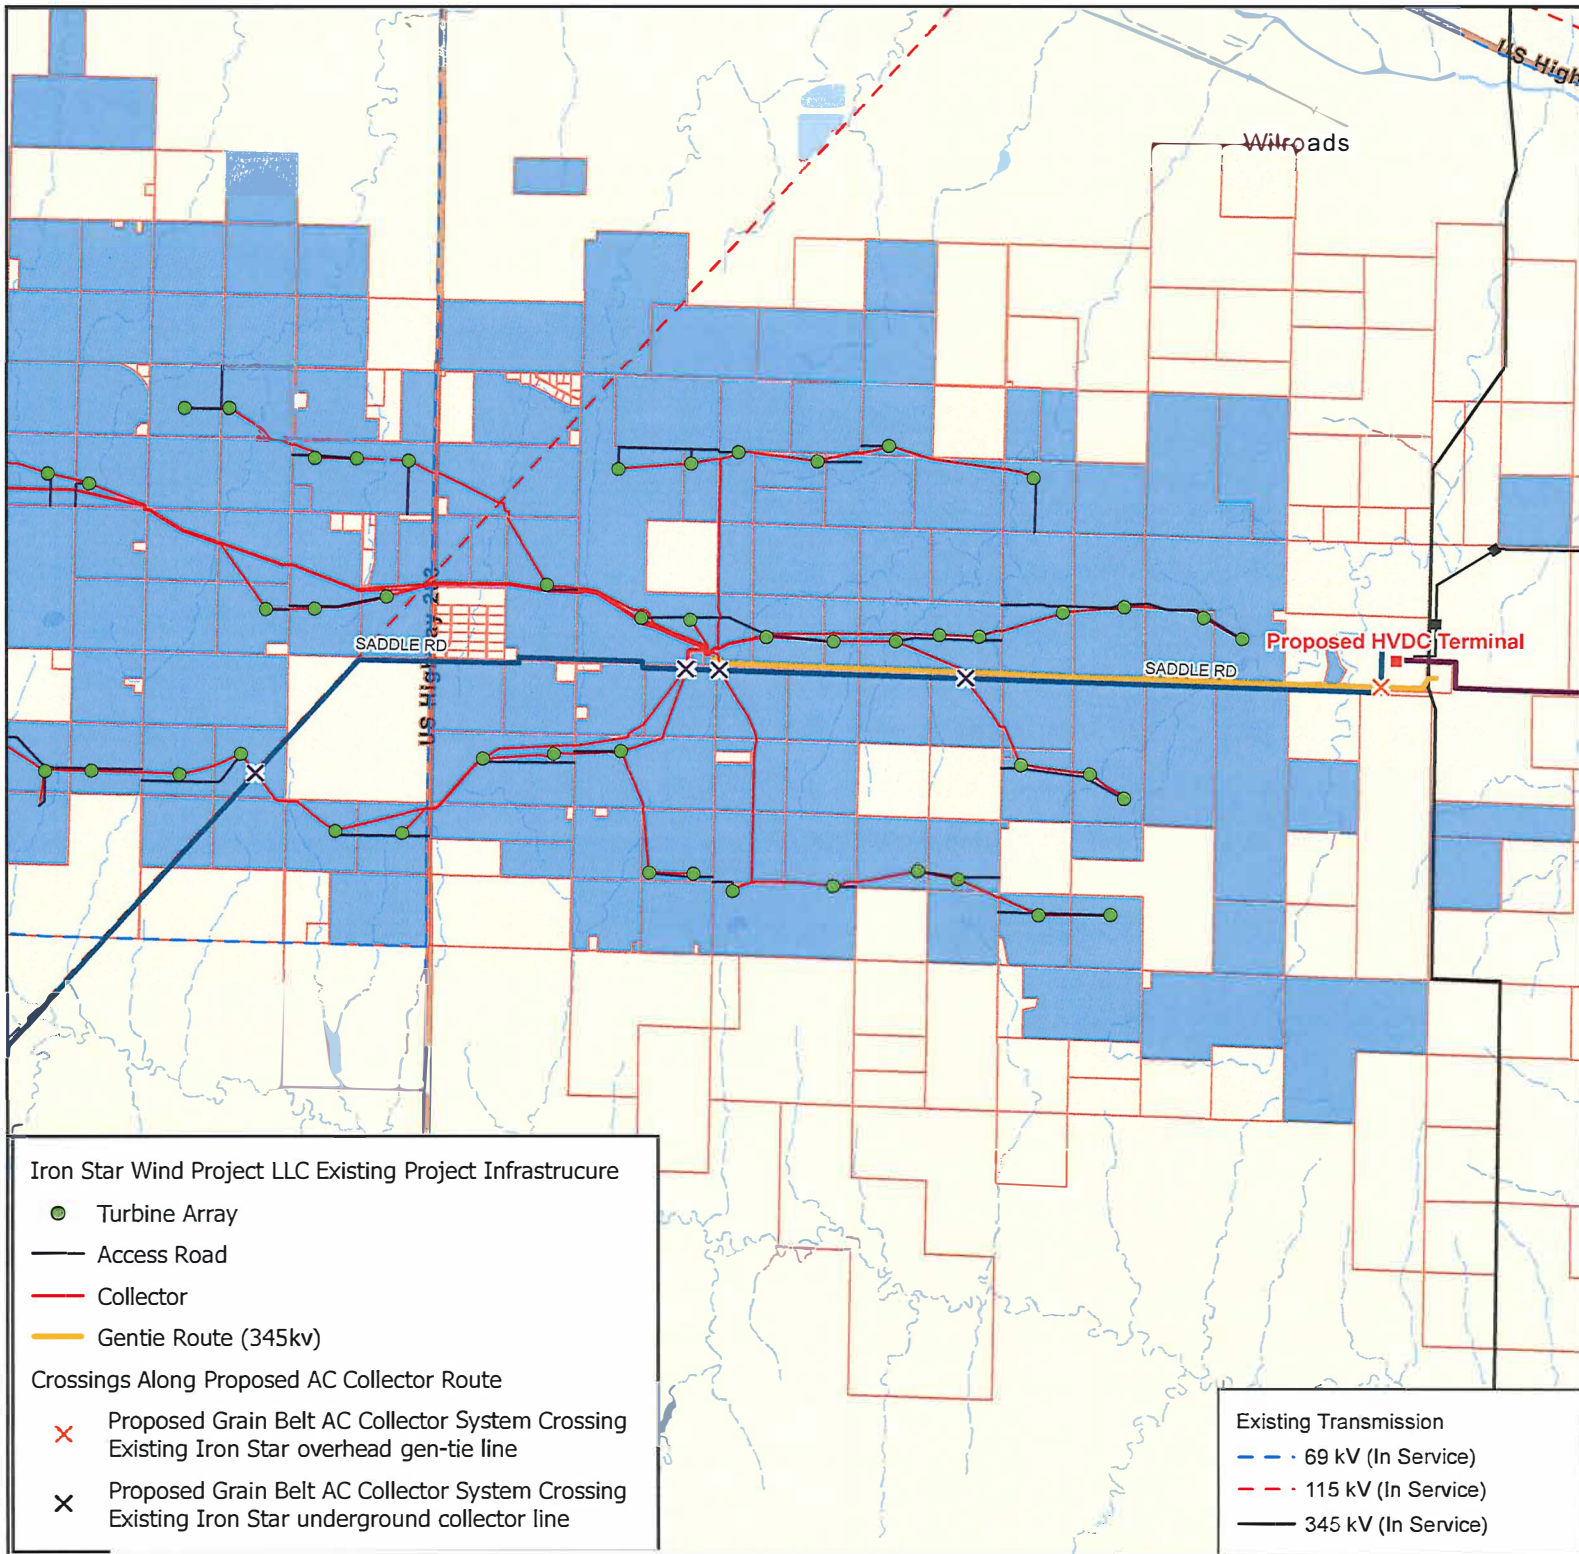 US High
Wilroads
SADDLE RD
Proposed HVDC Terminal
SADDLE RD
Iron Star Wind Project LLC Existing Project Infrastrucure
Turbine Array
Access Road
Collector
Gentie Route (345kv)
Crossings Along Proposed AC Collector Route
Proposed Grain Belt AC Collector System Crossing
Existing Iron Star overhead gen-tie line
Proposed Grain Belt AC Collector System Crossing
Existing Iron Star underground collector line
Existing Transmission
69 kV (In Service)
115 kV (In Service)
345 kV (In Service)